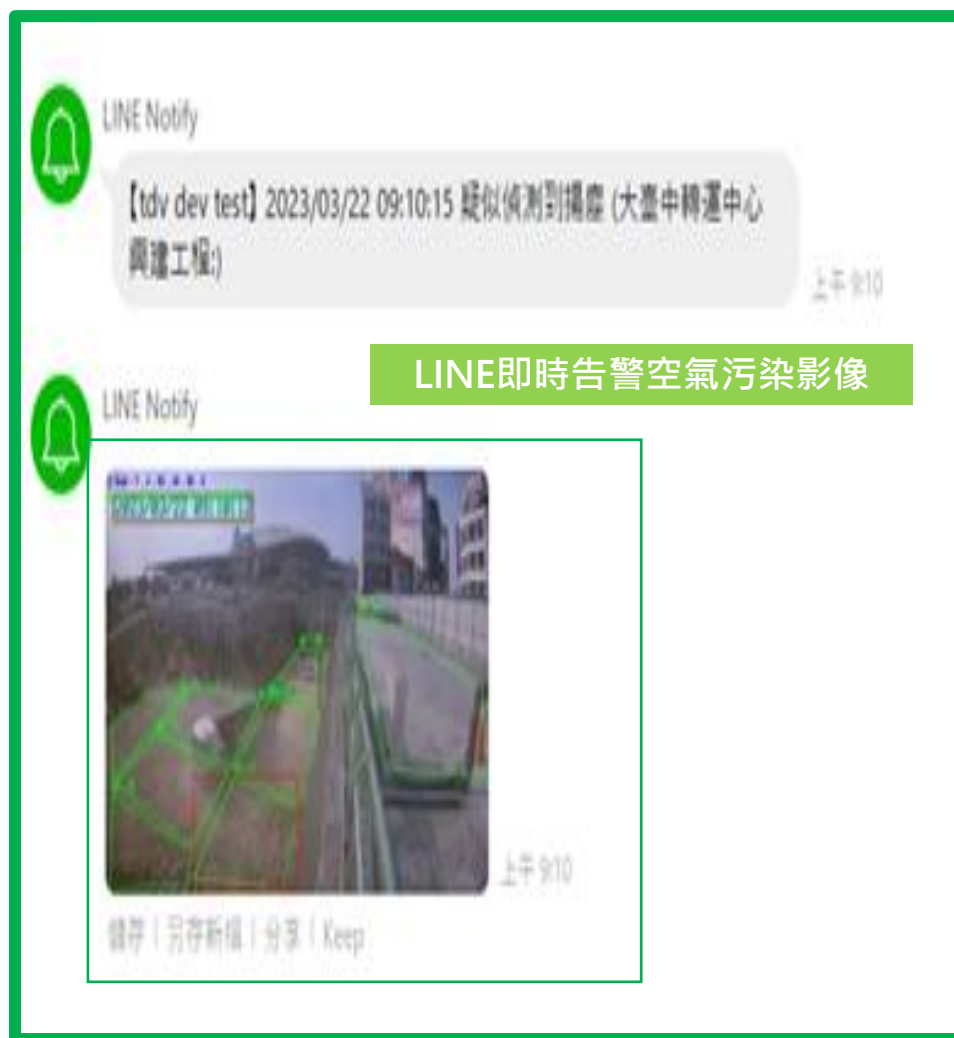 LINE Notify
【tdv dev test】 2023/03/22 09:10:15 疑似偵測到揚塵 (大臺中轉運中心
興建工程:)
上午 9:10
LINE即時告警空氣污染影像
LINE Notify
上午 9:10
儲存 | 另存新檔 | 分享 | Keep